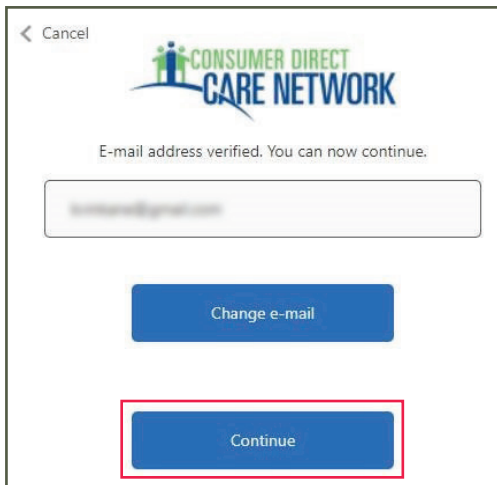 Cancel
CONSUMER DIRECT
CARE NETWORK
E-mail address verified. You can now continue.
Change e-mail
Continue